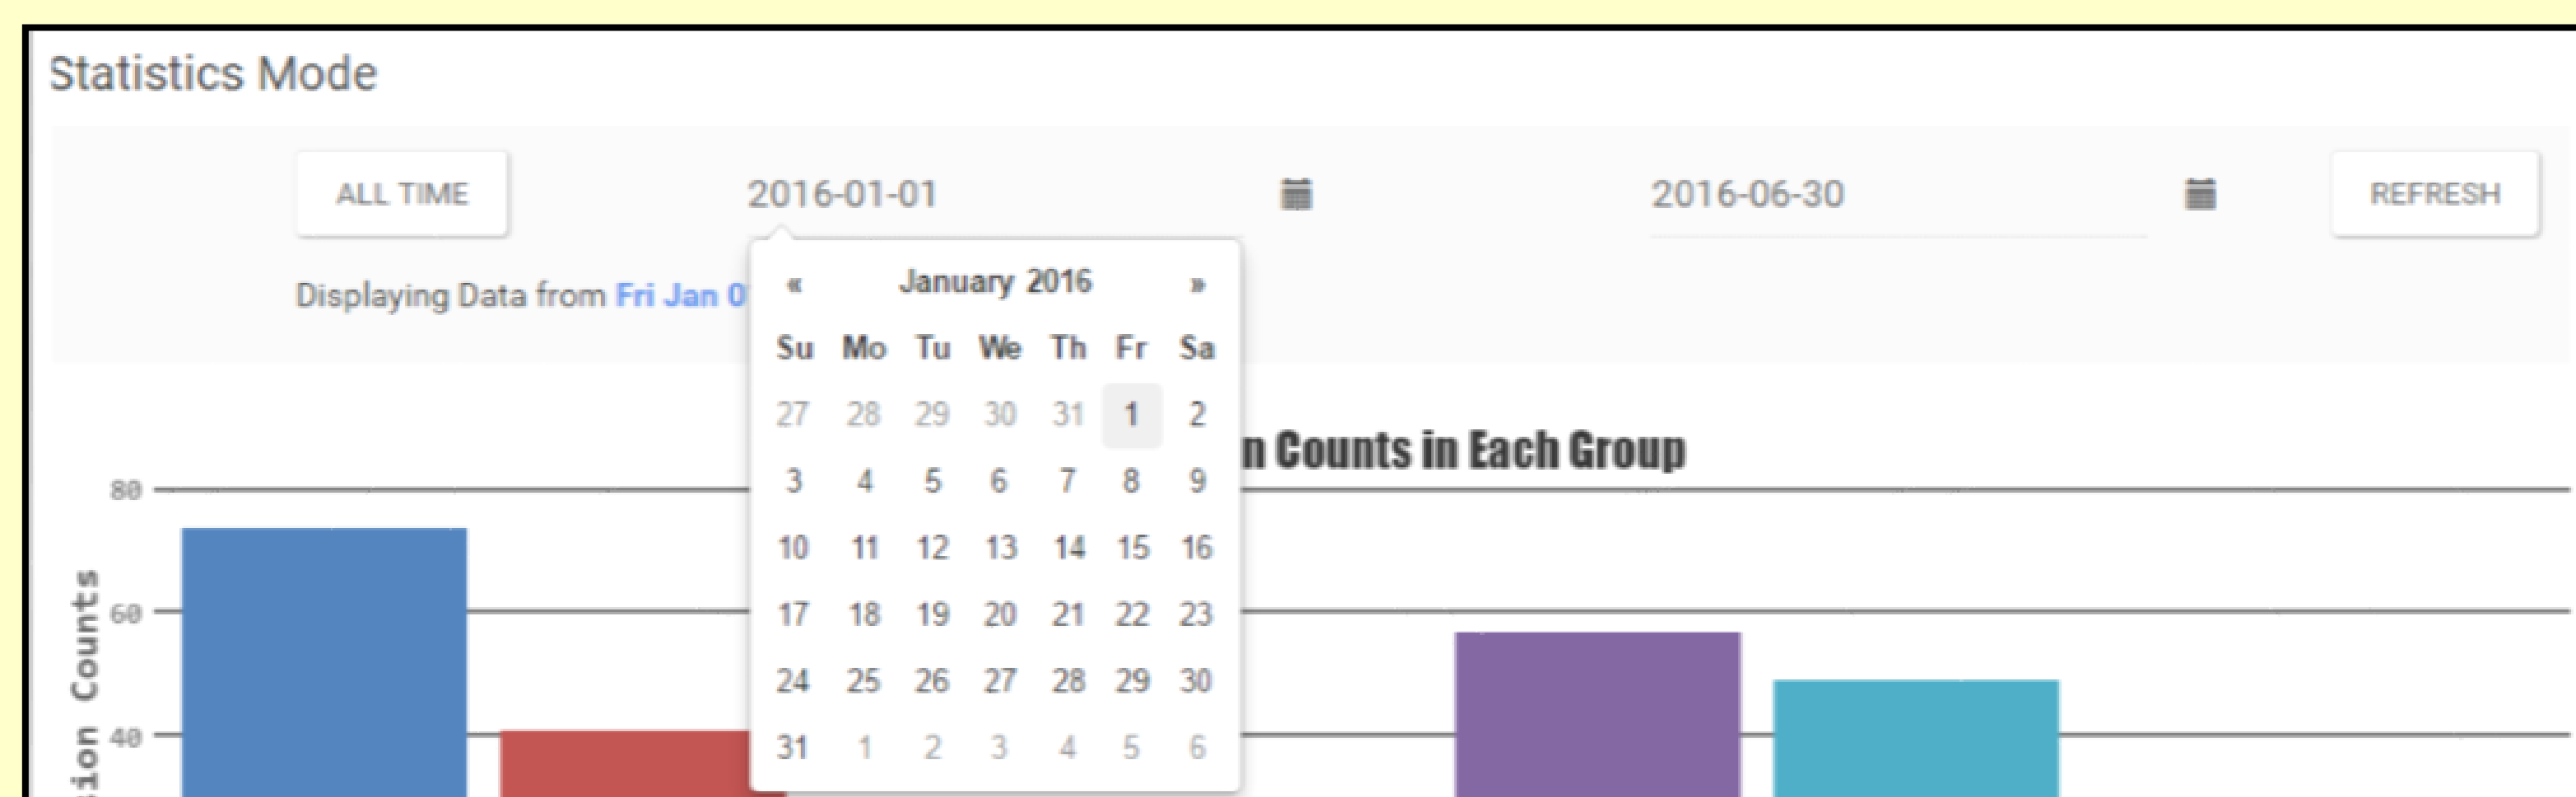 Statistics Mode
ALL TIME 2016-01-01 2016-06-30 REFRESH
Displaying Data from Fri Jan 0
« January 2016 »
Su Mo Tu We Th Fr Sa
27 28 29 30 31 1 2
3 4 5 6 7 8 9
10 11 12 13 14 15 16
17 18 19 20 21 22 23
24 25 26 27 28 29 30
31 1 2 3 4 5 6
n Counts in Each Group
80
60
40
sion Counts